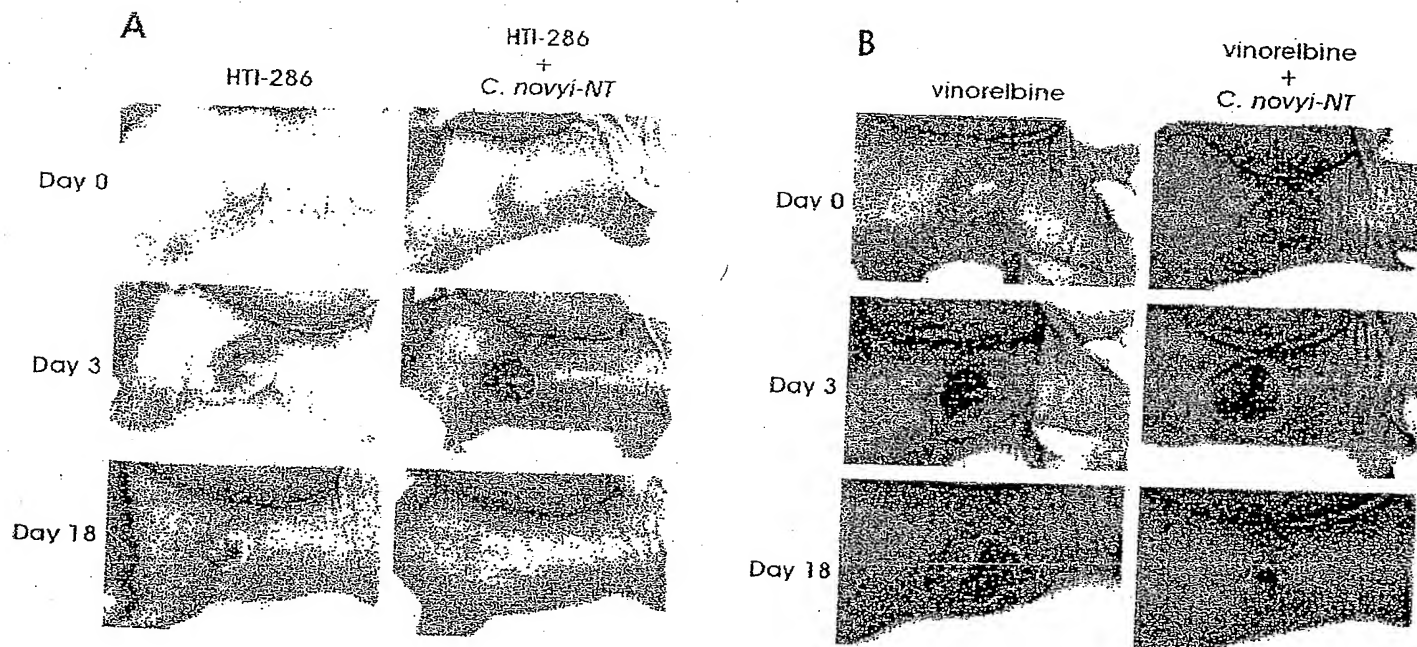 A
HTI-286
HTI-286
+
C. novyi-NT
Day 0
Day 3
Day 18
B
vinorelbine
vinorelbine
+
C. novyi-NT
Day 0
Day 3
Day 18